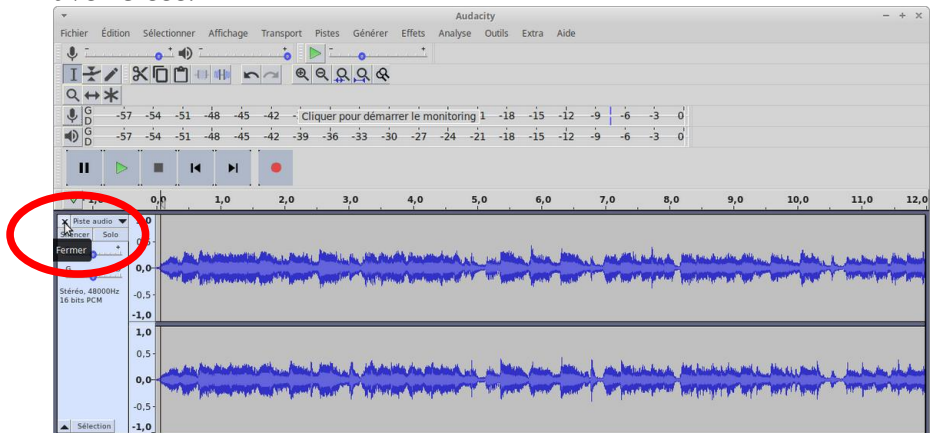 Audacity
Fichier Édition Sélectionner Affichage Transport Pistes Générer Effets Analyse Outils Extra Aide
G
D
-57 -54 -51 -48 -45 -42 Cliquer pour démarrer le monitoring 1 -18 -15 -12 -9 -6 -3 0
G
D
-57 -54 -51 -48 -45 -42 -39 -36 -33 -30 -27 -24 -21 -18 -15 -12 -9 -6 -3 0
1,0 0,0 1,0 2,0 3,0 4,0 5,0 6,0 7,0 8,0 9,0 10,0 11,0 12,0
Piste audio
Silencer Solo
Fermer
G
Stéréo, 48000Hz
16 bits PCM
0,0
-0,5
-1,0
1,0
0,5
0,0
-0,5
-1,0
Sélection